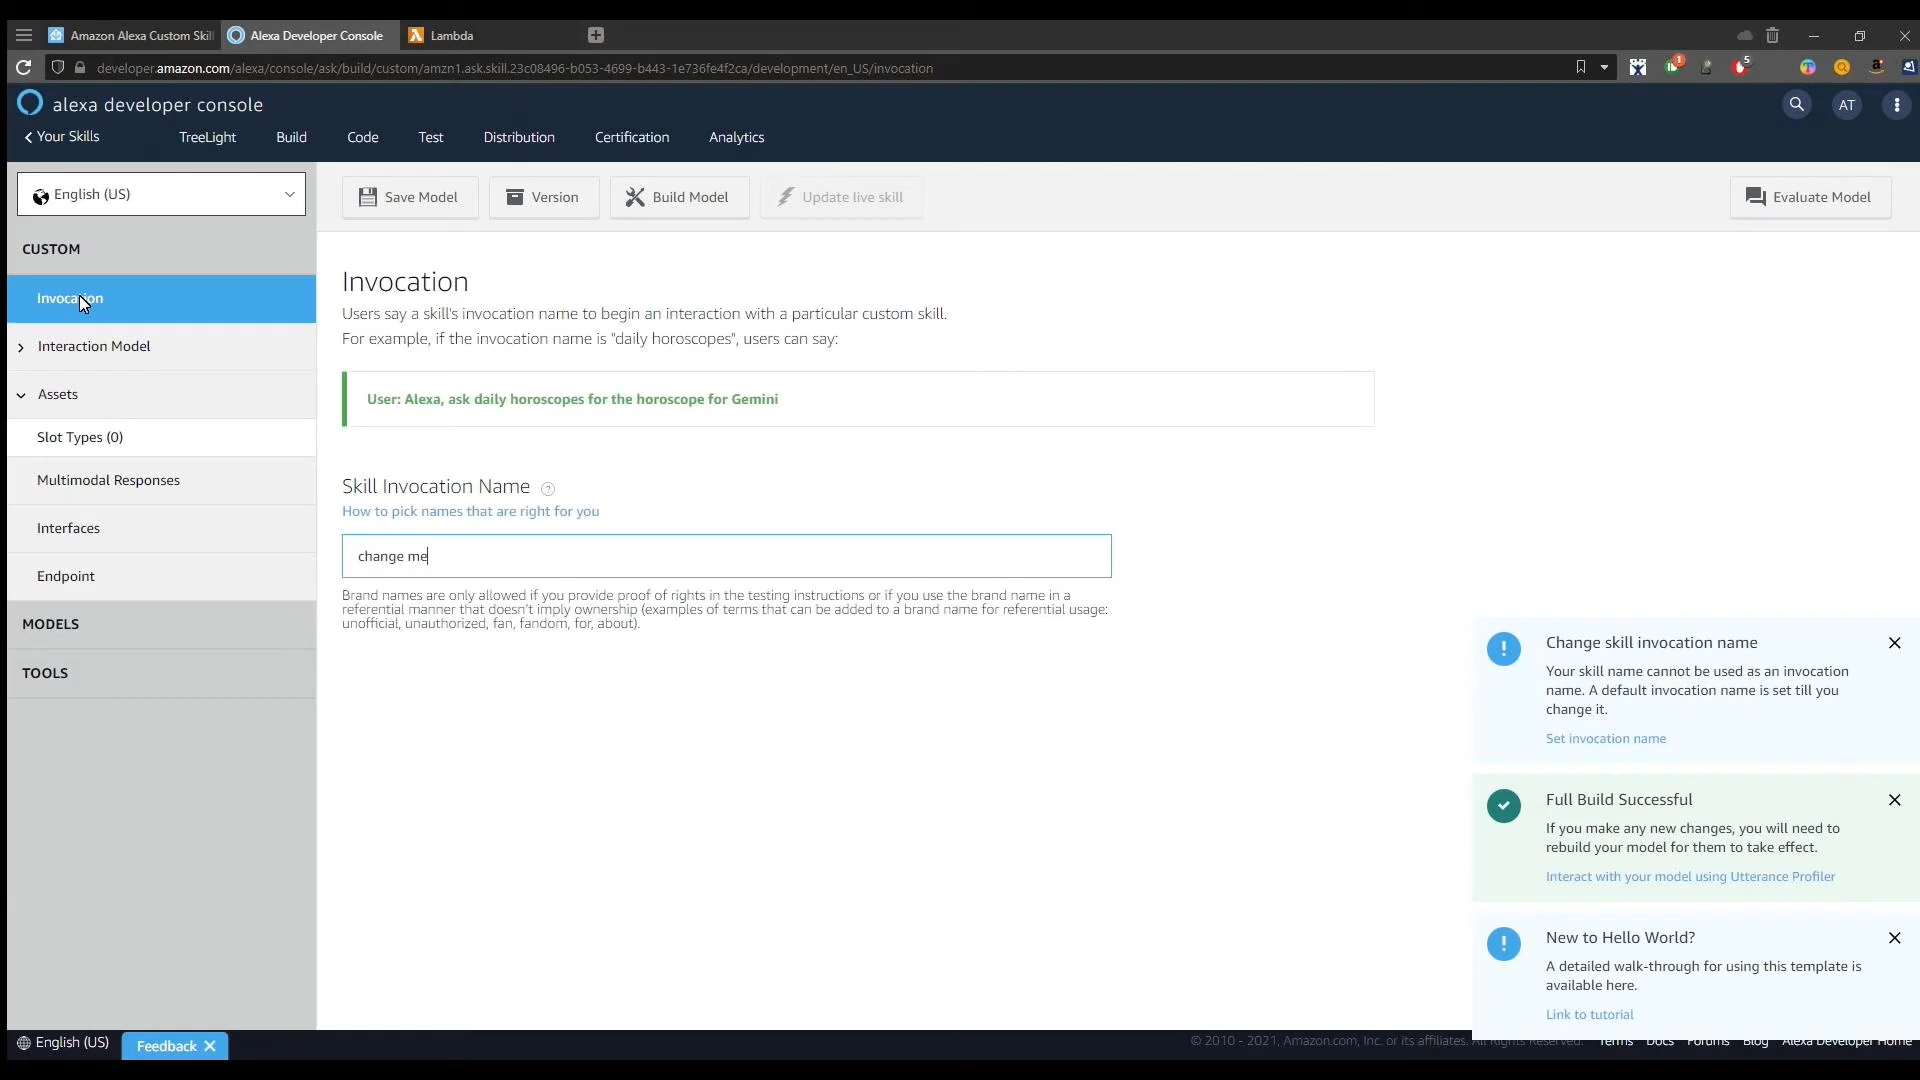 Amazon Alexa Custom Skil
Alexa Developer Console
Lambda
developer.amazon.com/alexa/console/ask/build/custom/amzn1.ask.skill.23c08496-b053-4699-b443-1e736fe4f2ca/development/en_US/invocation
1
5
alexa developer console
AT
Your Skills
TreeLight
Build
Code
Test
Distribution
Certification
Analytics
English (US)
Save Model
Version
Build Model
Update live skill
Evaluate Model
CUSTOM
Invocation
Interaction Model
Assets
Slot Types (0)
Multimodal Responses
Interfaces
Endpoint
MODELS
TOOLS
Invocation
Users say a skill's invocation name to begin an interaction with a particular custom skill.
For example, if the invocation name is "daily horoscopes", users can say:
User: Alexa, ask daily horoscopes for the horoscope for Gemini
Skill Invocation Name ?
How to pick names that are right for you
change me
Brand names are only allowed if you provide proof of rights in the testing instructions or if you use the brand name in a
referential manner that doesn't imply ownership (examples of terms that can be added to a brand name for referential usage:
unofficial, unauthorized, fan, fandom, for, about).
Change skill invocation name
Your skill name cannot be used as an invocation
name. A default invocation name is set till you
change it.
Set invocation name
Full Build Successful
If you make any new changes, you will need to
rebuild your model for them to take effect.
Interact with your model using Utterance Profiler
New to Hello World?
A detailed walk-through for using this template is
available here.
Link to tutorial
English (US)
Feedback
© 2010 - 2021, Amazon.com, Inc. or its affiliates. All Rights Reserved.
Terms
Docs
Forums
Blog
Alexa Developer Home